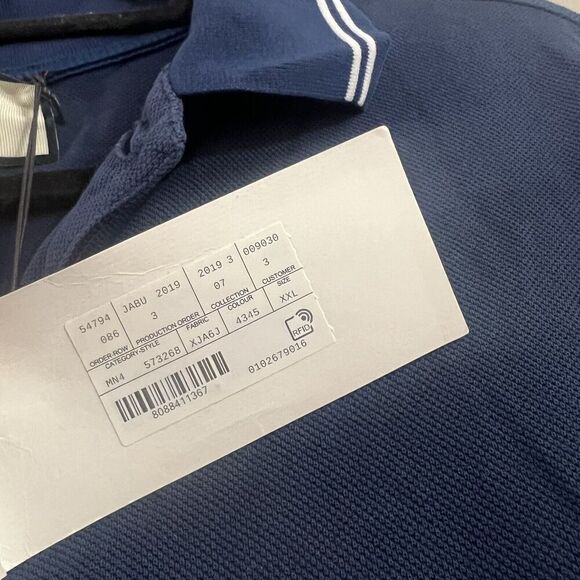 54794 JABU 2019 2019 3 009030
086 3 07 3
ORDER-ROW PRODUCTION ORDER COLLECTION CUSTOMER
CATEGORY-STYLE FABRIC COLOUR SIZE
MN4 573268 XJA6J 4345 XXL
8088411367 0102679016 RFID